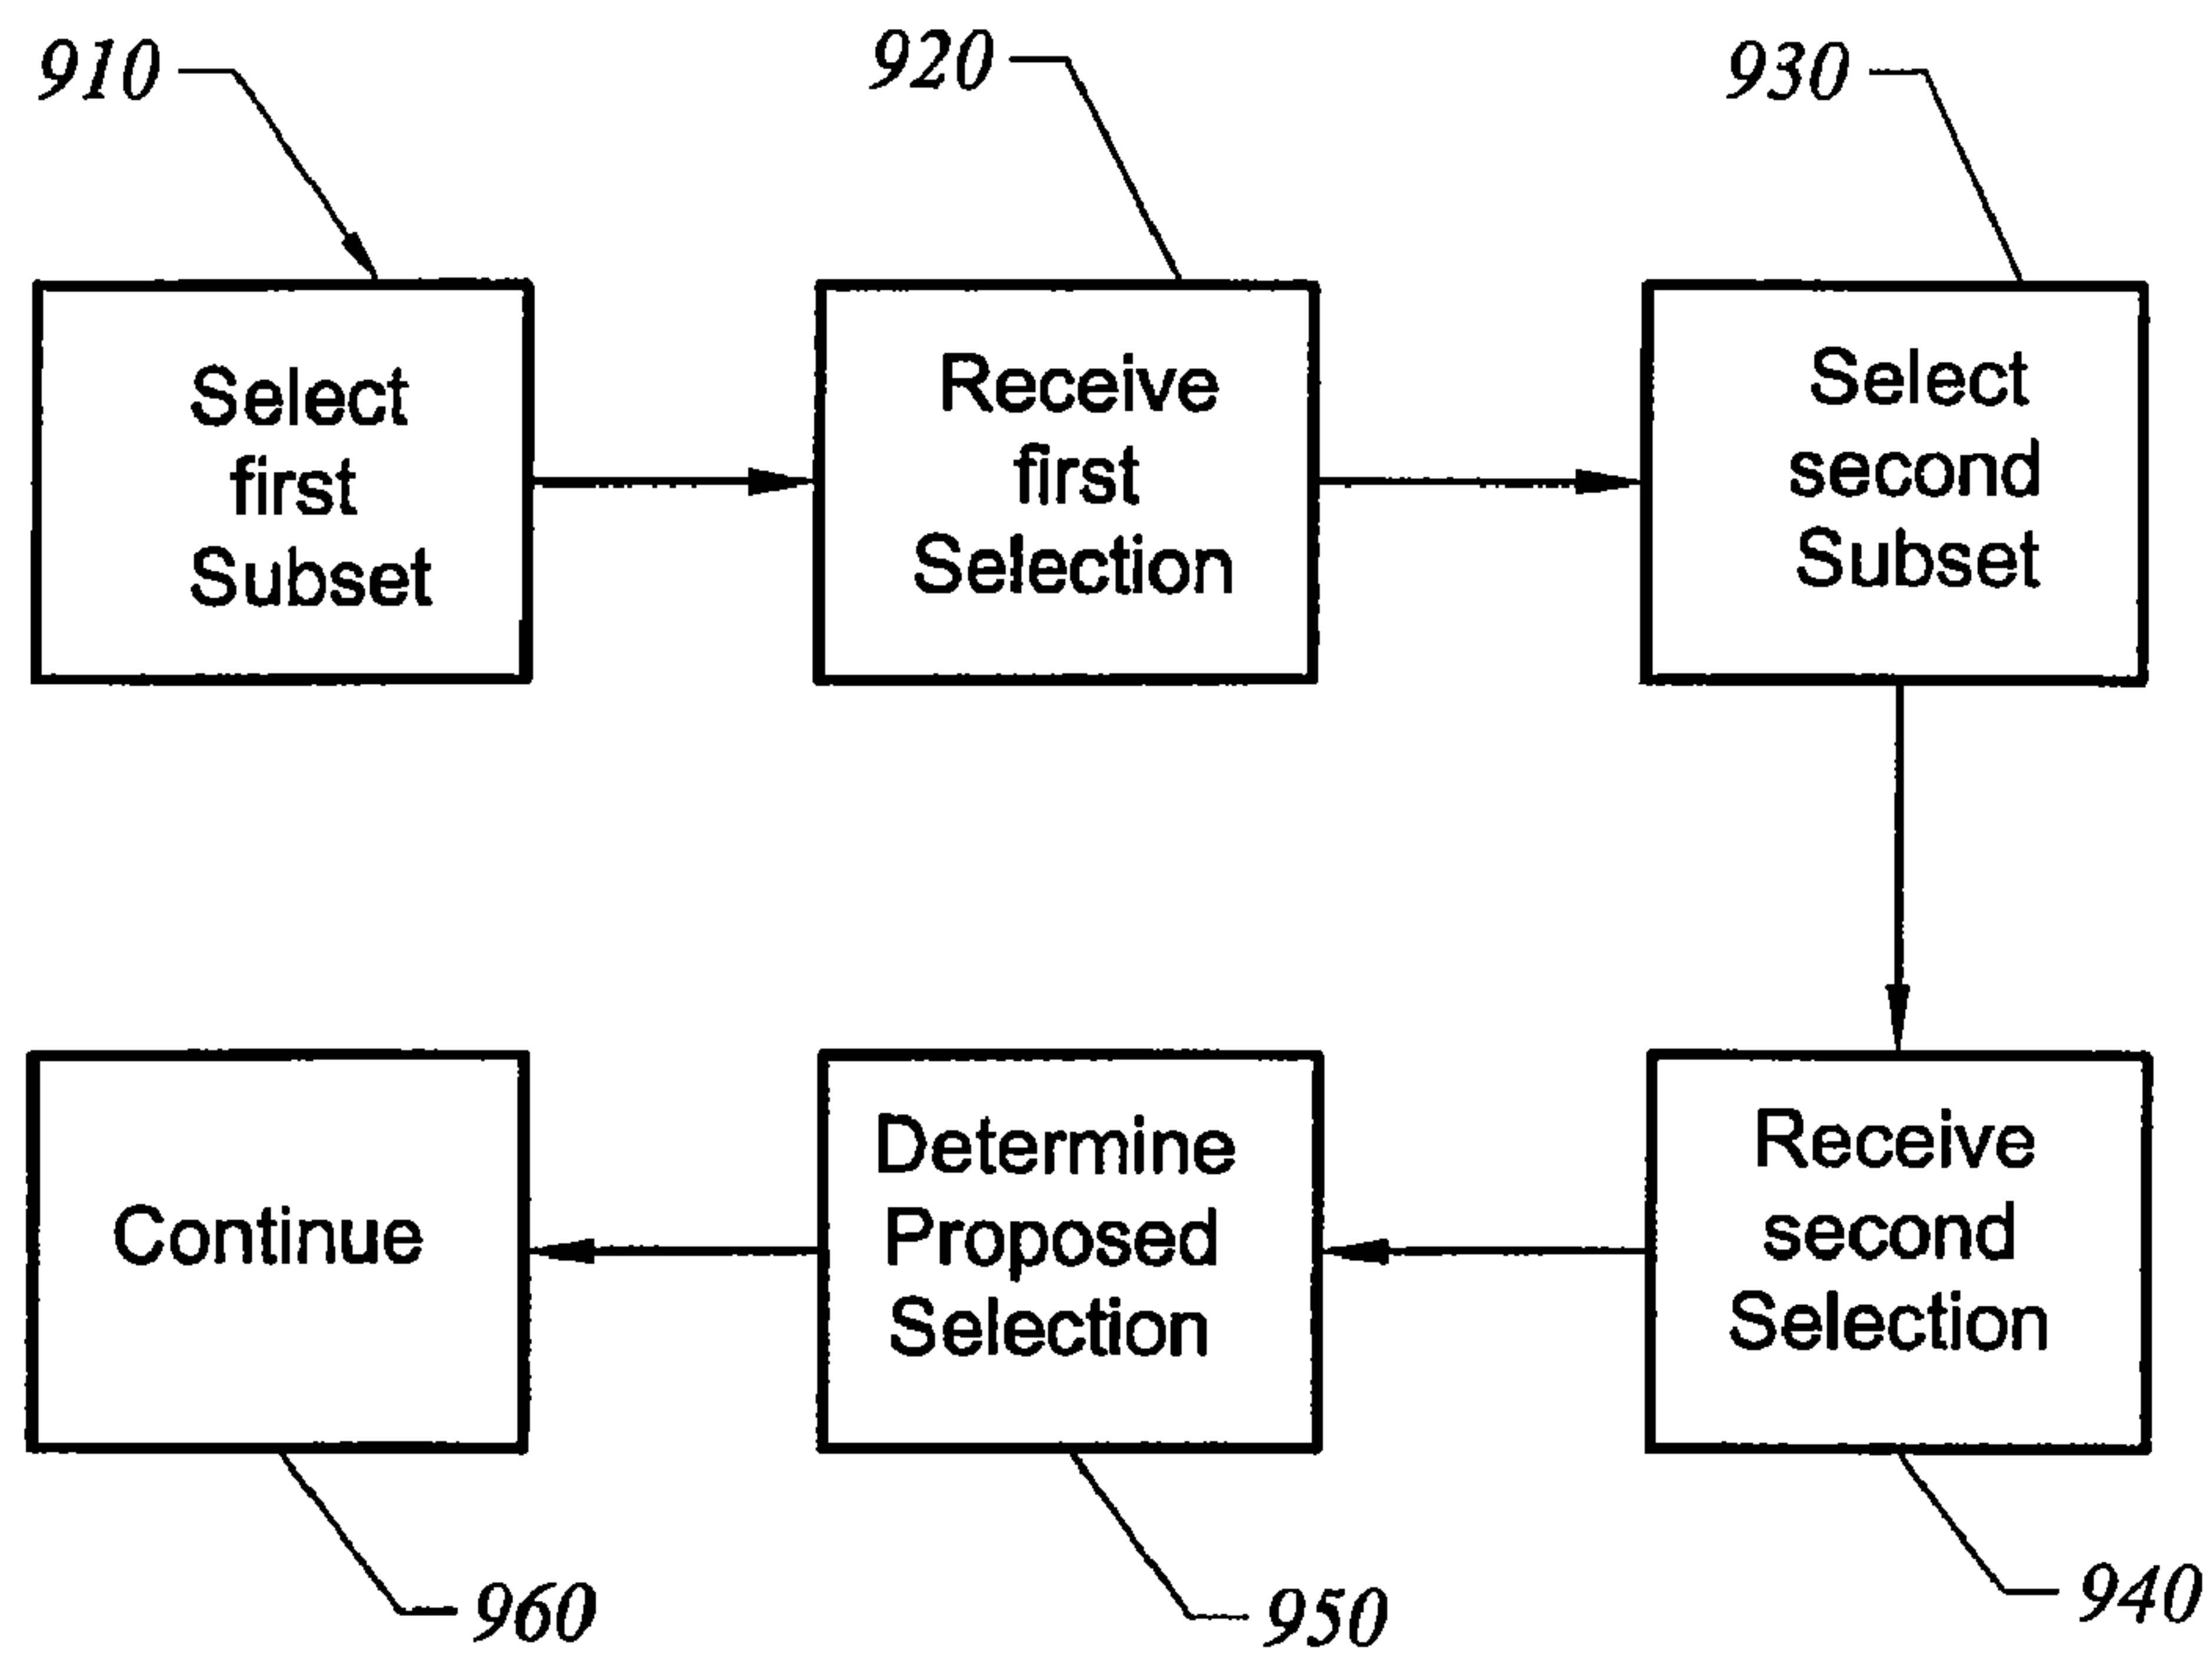 910
920
930
Select
first
Subset
Receive
first
Selection
Select
second
Subset
Receive
second
Selection
Determine
Proposed
Selection
Continue
940
950
960